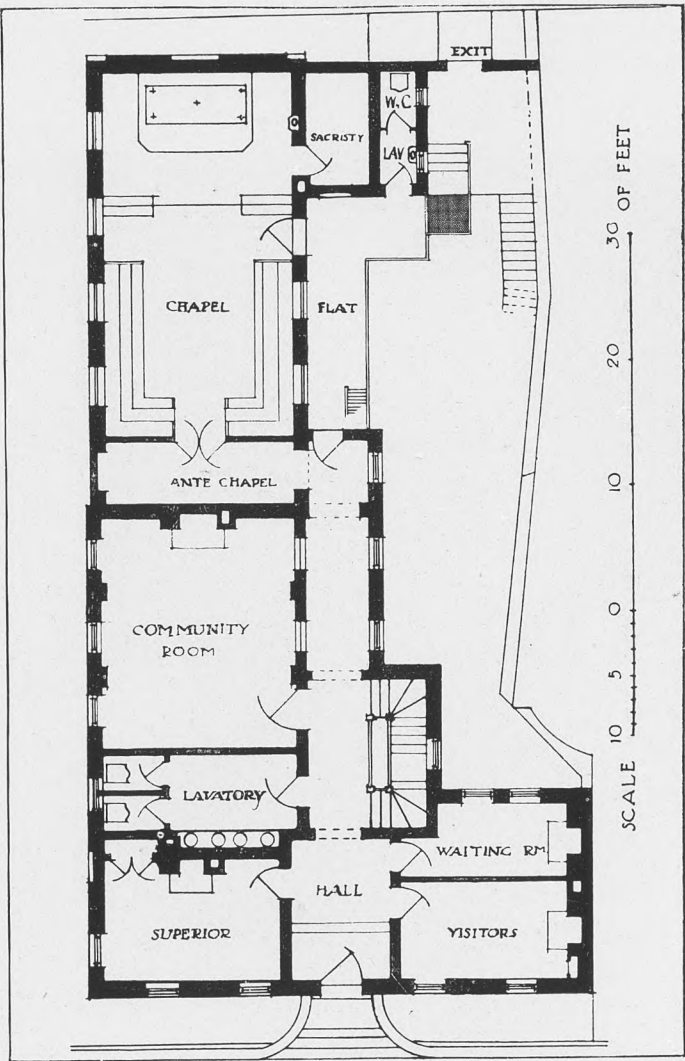 EXIT
W.C.
SACRISTY
LAV
CHAPEL
FLAT
ANTE CHAPEL
COMMUNITY
ROOM
LAVATORY
WAITING RM
HALL
SUPERIOR
VISITORS
SCALE 10 5 0 10 20 30 OF FEET